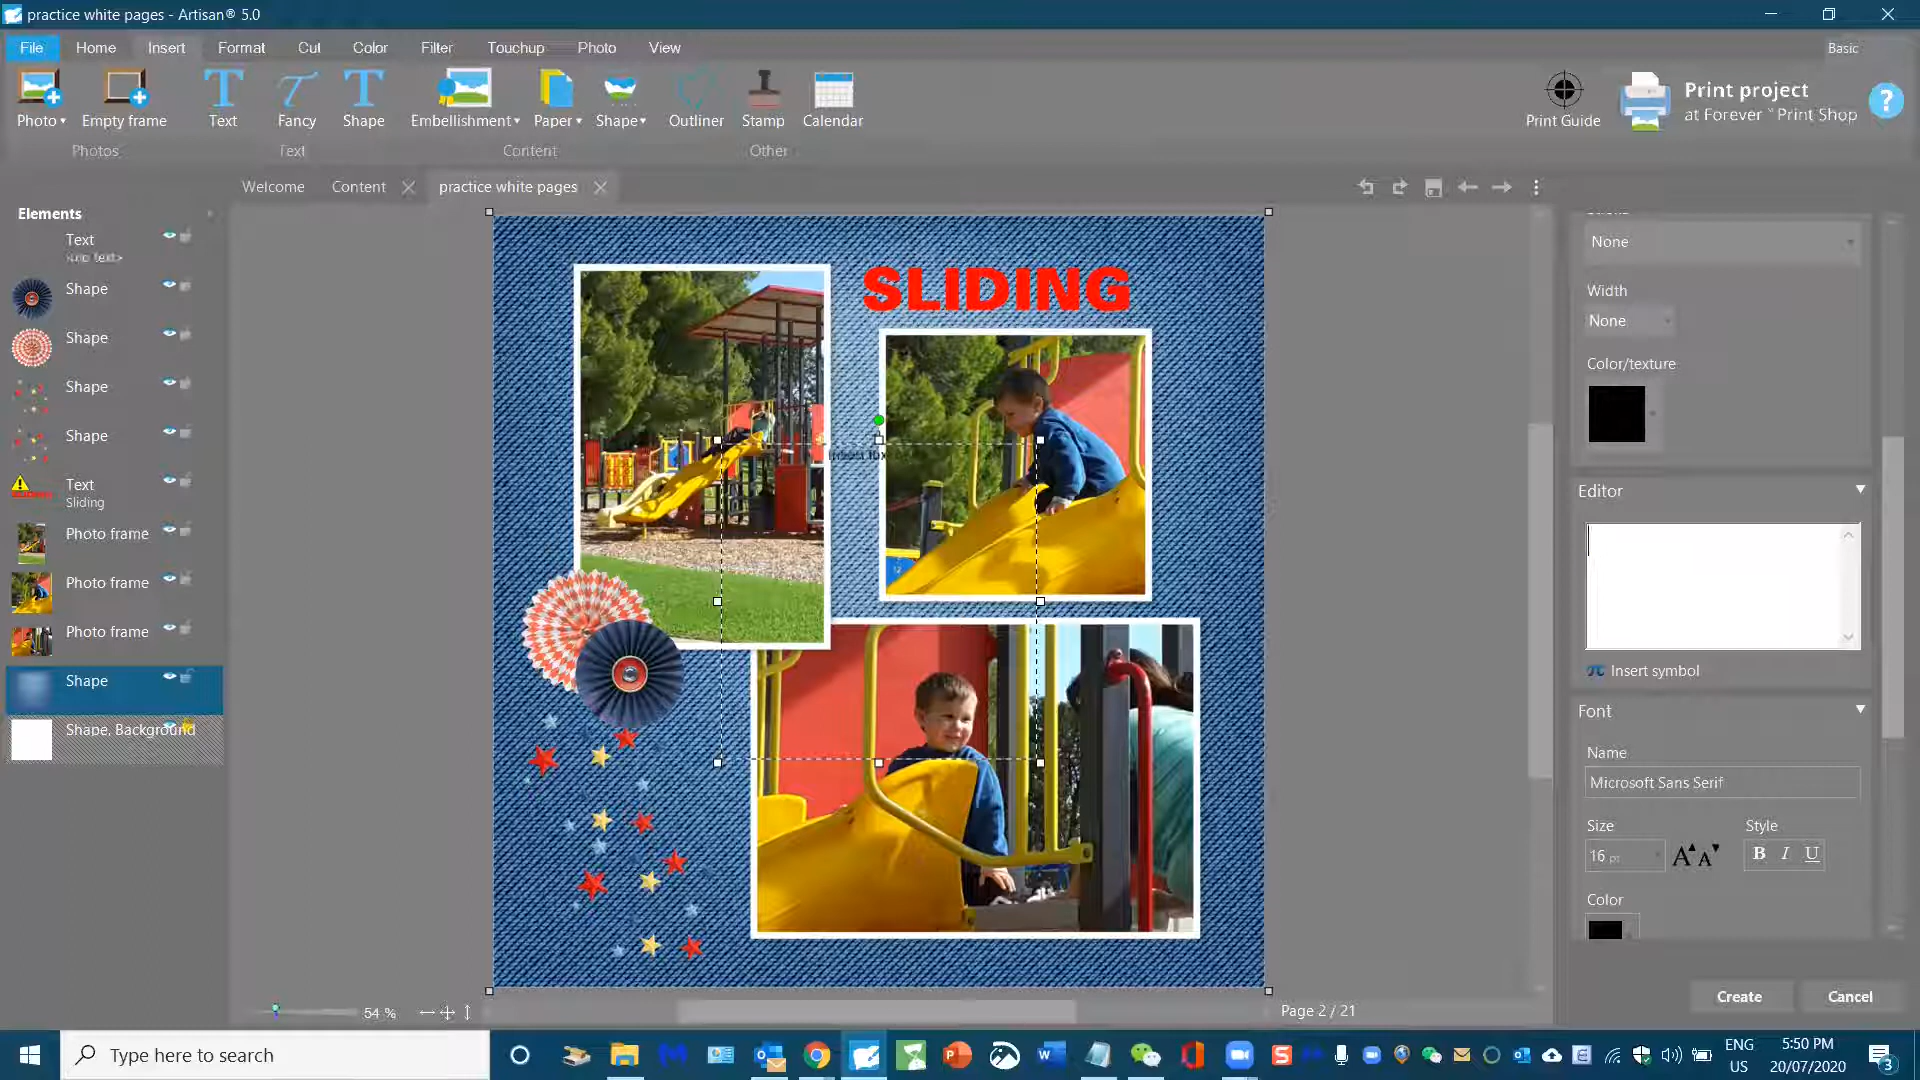 practice white pages - Artisan® 5.0
File Home Insert Format Cut Color Filter Touchup Photo View
Basic
Photo Empty frame Text Fancy Shape Embellishment Paper Shape Outliner Stamp Calendar
Photos Text Content Other
Print Guide
Print project
at Forever™ Print Shop
?
Welcome Content practice white pages
Elements
Text
<no text>
Shape
Shape
Shape
Shape
Text
Sliding
Photo frame
Photo frame
Photo frame
Shape
Shape, Background
SLIDING
54 %
Page 2 / 21
None
Width
None
Color/texture
Editor
Insert symbol
Font
Name
Microsoft Sans Serif
Size Style
16 pt
B I U
Color
Create Cancel
Type here to search
ENG
US
5:50 PM
20/07/2020
3